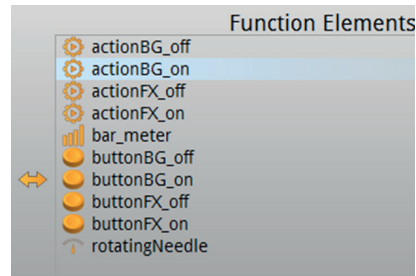 Function Elements
actionBG_off
actionBG_on
actionFX_off
actionFX_on
bar_meter
buttonBG_off
buttonBG_on
buttonFX_off
buttonFX_on
rotatingNeedle